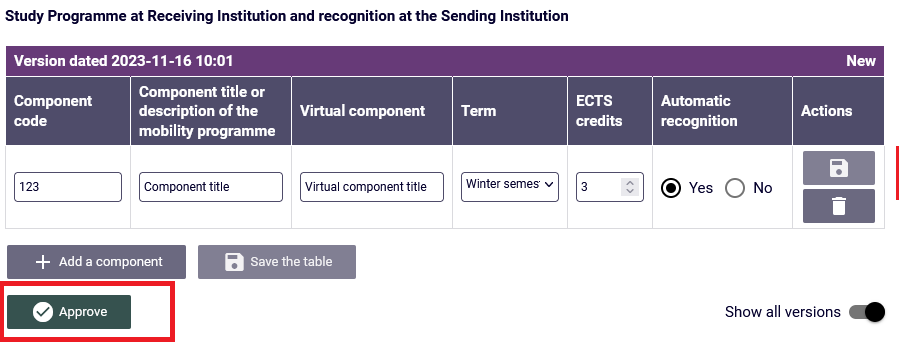 Study Programme at Receiving Institution and recognition at the Sending Institution
Version dated 2023-11-16 10:01 New
Component code
Component title or description of the mobility programme
Virtual component
Term
ECTS credits
Automatic recognition
Actions
123
Component title
Virtual component title
Winter semes
3
Yes No
Add a component Save the table
Approve
Show all versions